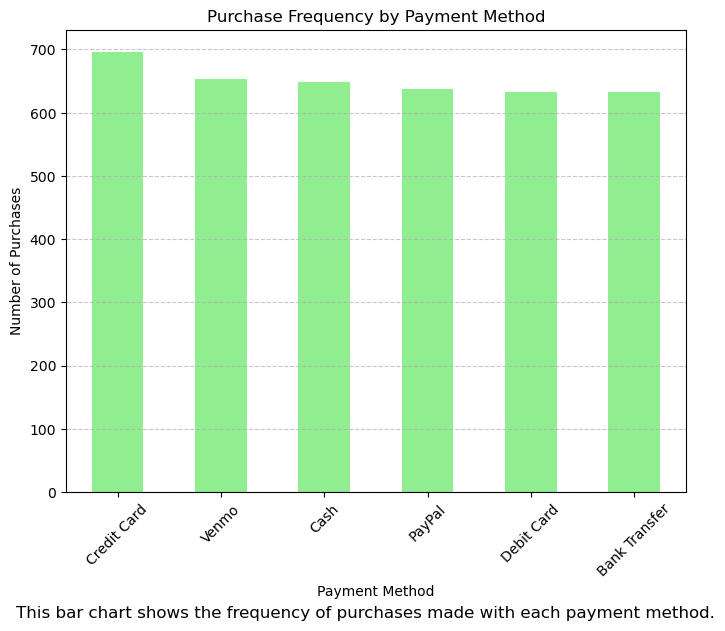 Purchase Frequency by Payment Method
Number of Purchases
700
600
500
400
300
200
100
0
Credit Card
Venmo
Cash
PayPal
Debit Card
Bank Transfer
Payment Method
This bar chart shows the frequency of purchases made with each payment method.